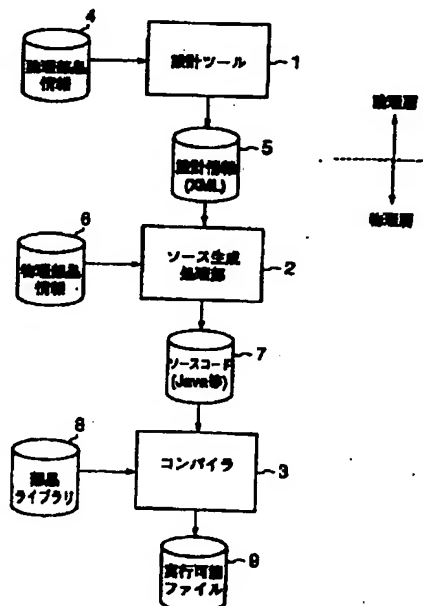 4
論理部品
情報
設計ツール
1
5
設計情報
(XML)
論理層
物理層
6
物理部品
情報
ソース生成
処理部
2
7
ソースコード
(Java等)
8
部品
ライブラリ
コンパイラ
3
9
実行可能
ファイル